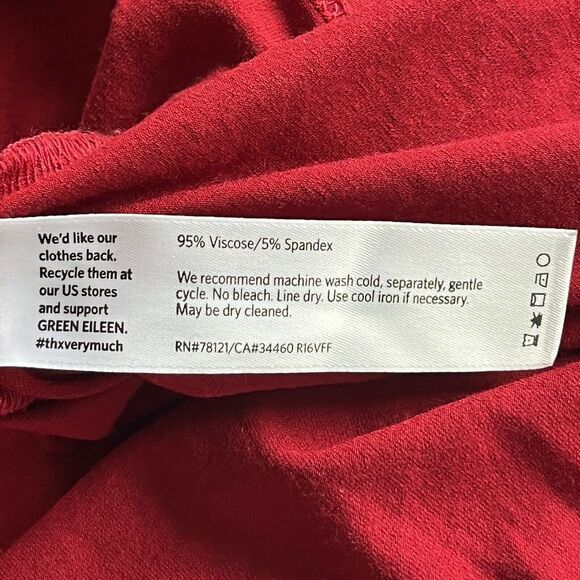 We'd like our
clothes back.
Recycle them at
our US stores
and support
GREEN EILEEN.
#thxverymuch
95% Viscose/5% Spandex
We recommend machine wash cold, separately, gentle
cycle. No bleach. Line dry. Use cool iron if necessary.
May be dry cleaned.
RN#78121/CA#34460 R16VFF